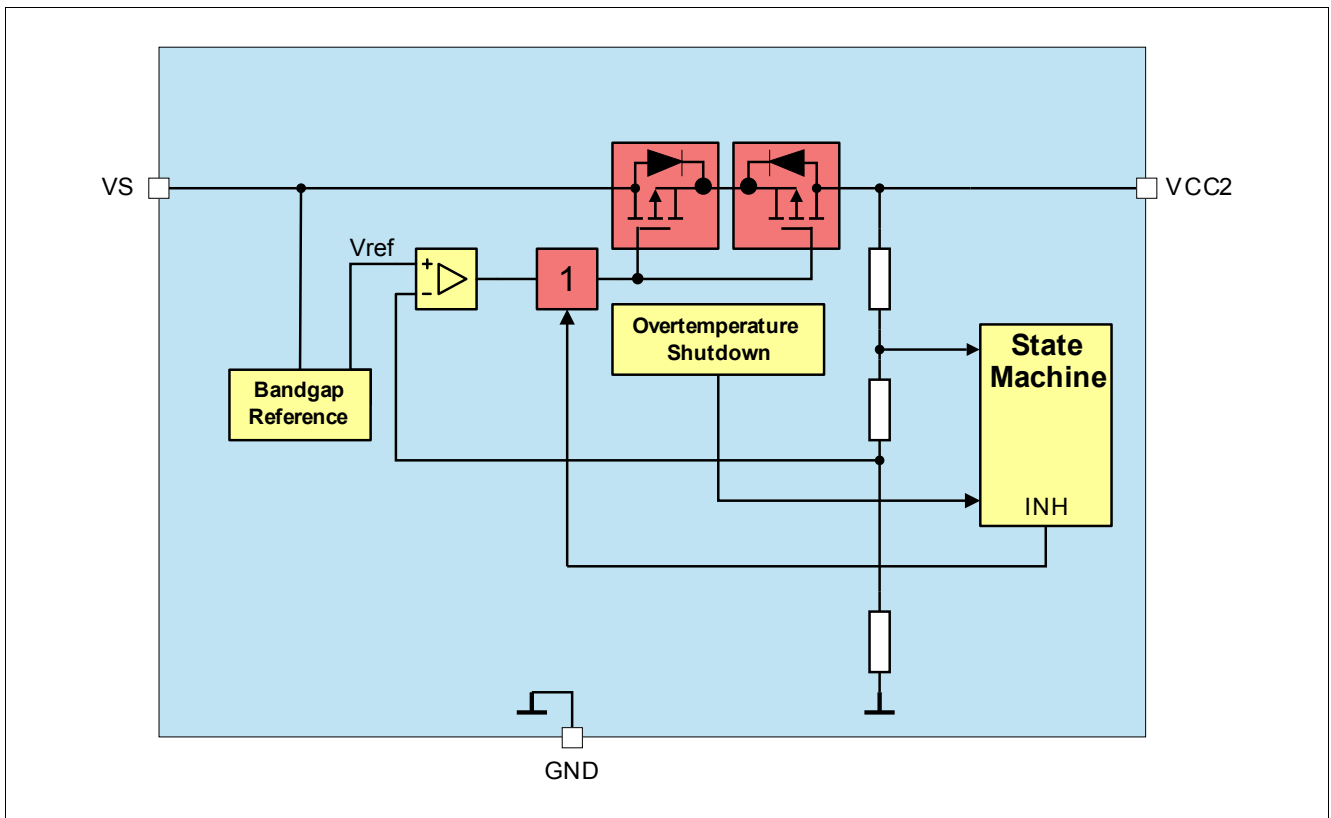 VS
VCC2
Vref
+
-
1
Overtemperature
Shutdown
State
Machine
Bandgap
Reference
INH
GND